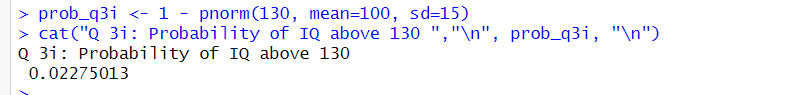 > prob_q3i <- 1 - pnorm(130, mean=100, sd=15)
> cat("Q 3i: Probability of IQ above 130 ","\n", prob_q3i, "\n")
Q 3i: Probability of IQ above 130
 0.02275013
>